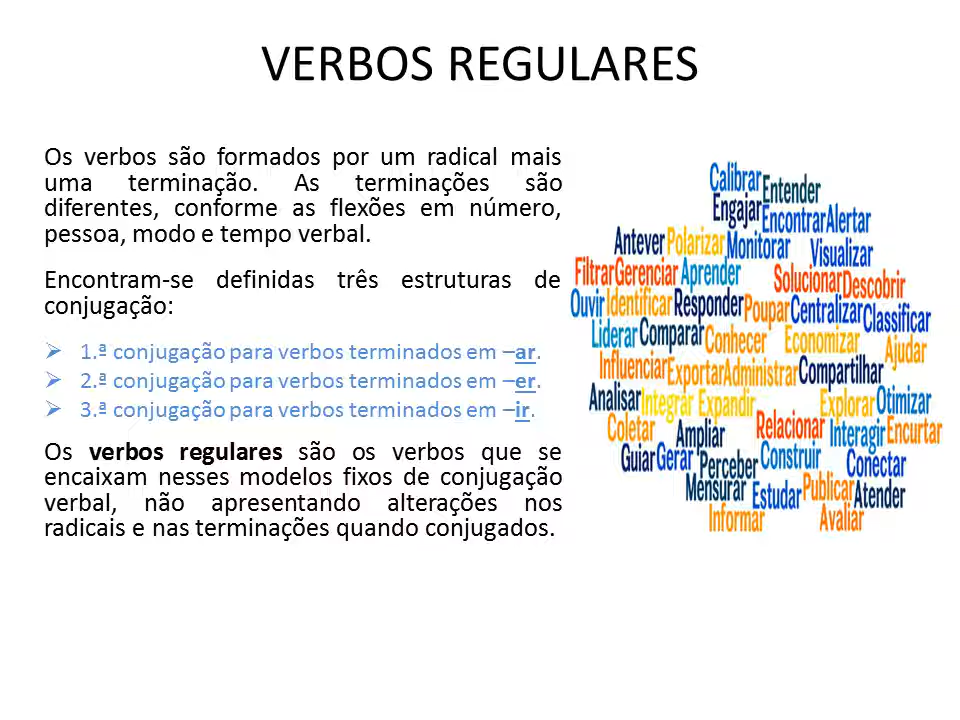 VERBOS REGULARES
Os verbos são formados por um radical mais
uma terminação. As terminações são
diferentes, conforme as flexões em número,
pessoa, modo e tempo verbal.
Encontram-se definidas três estruturas de
conjugação:
➢ 1.ª conjugação para verbos terminados em –ar.
➢ 2.ª conjugação para verbos terminados em –er.
➢ 3.ª conjugação para verbos terminados em –ir.
Os verbos regulares são os verbos que se
encaixam nesses modelos fixos de conjugação
verbal, não apresentando alterações nos
radicais e nas terminações quando conjugados.
Calibrar Entender
Engajar Encontrar Alertar
Antever Polarizar Monitorar Visualizar
Filtrar Gerenciar Aprender Solucionar Descobrir
Ouvir Identificar Responder Poupar Centralizar Classificar
Liderar Comparar Conhecer Economizar Ajudar
Influenciar Exportar Administrar Compartilhar
Analisar Integrar Expandir Explorar Otimizar
Coletar Ampliar Relacionar Interagir Encurtar
Guiar Gerar Perceber Construir Conectar
Mensurar Estudar Publicar Atender
Informar Avaliar